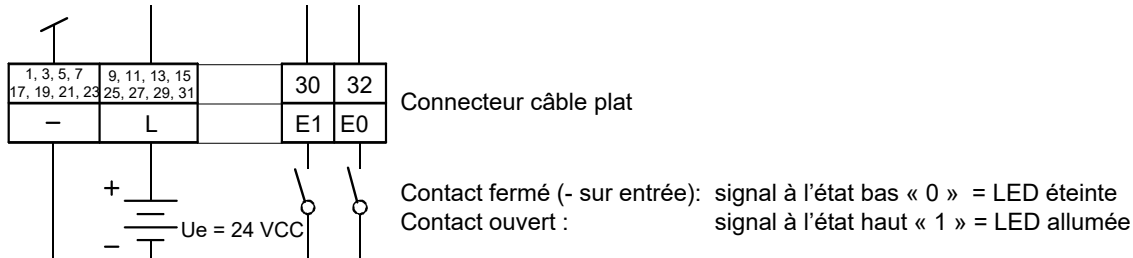 1, 3, 5, 7
17, 19, 21, 23
9, 11, 13, 15
25, 27, 29, 31
30
32
Connecteur câble plat
–
L
E1
E0
+
Ue = 24 VCC
–
Contact fermé (- sur entrée): signal à l’état bas « 0 » = LED éteinte
Contact ouvert : signal à l’état haut « 1 » = LED allumée